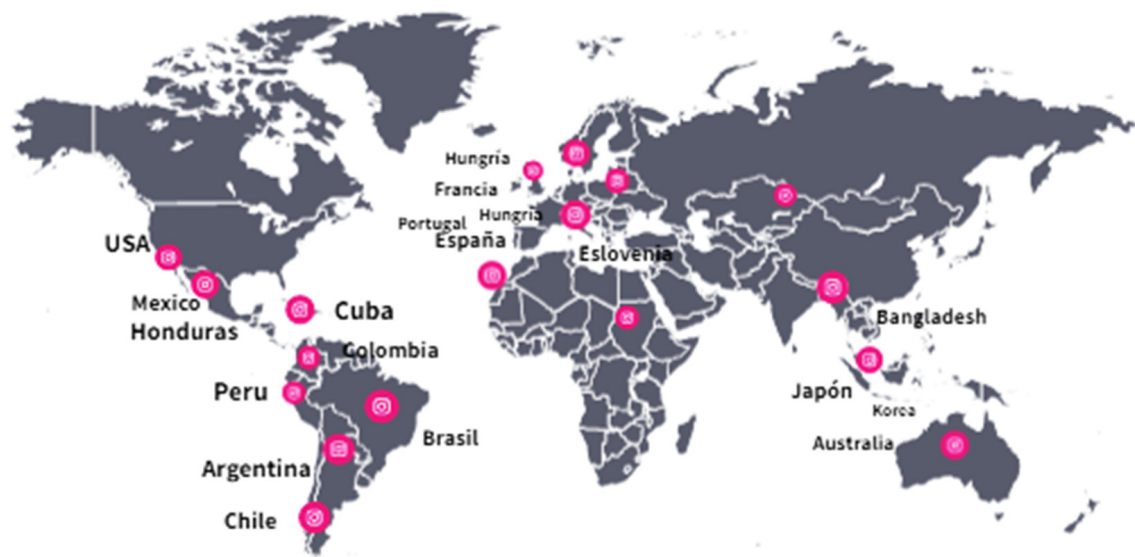 Hungría
Francia
Portugal
Hungría
España
Eslovenia
USA
Mexico
Honduras
Cuba
Colombia
Peru
Brasil
Argentina
Chile
Bangladesh
Japón
Korea
Australia